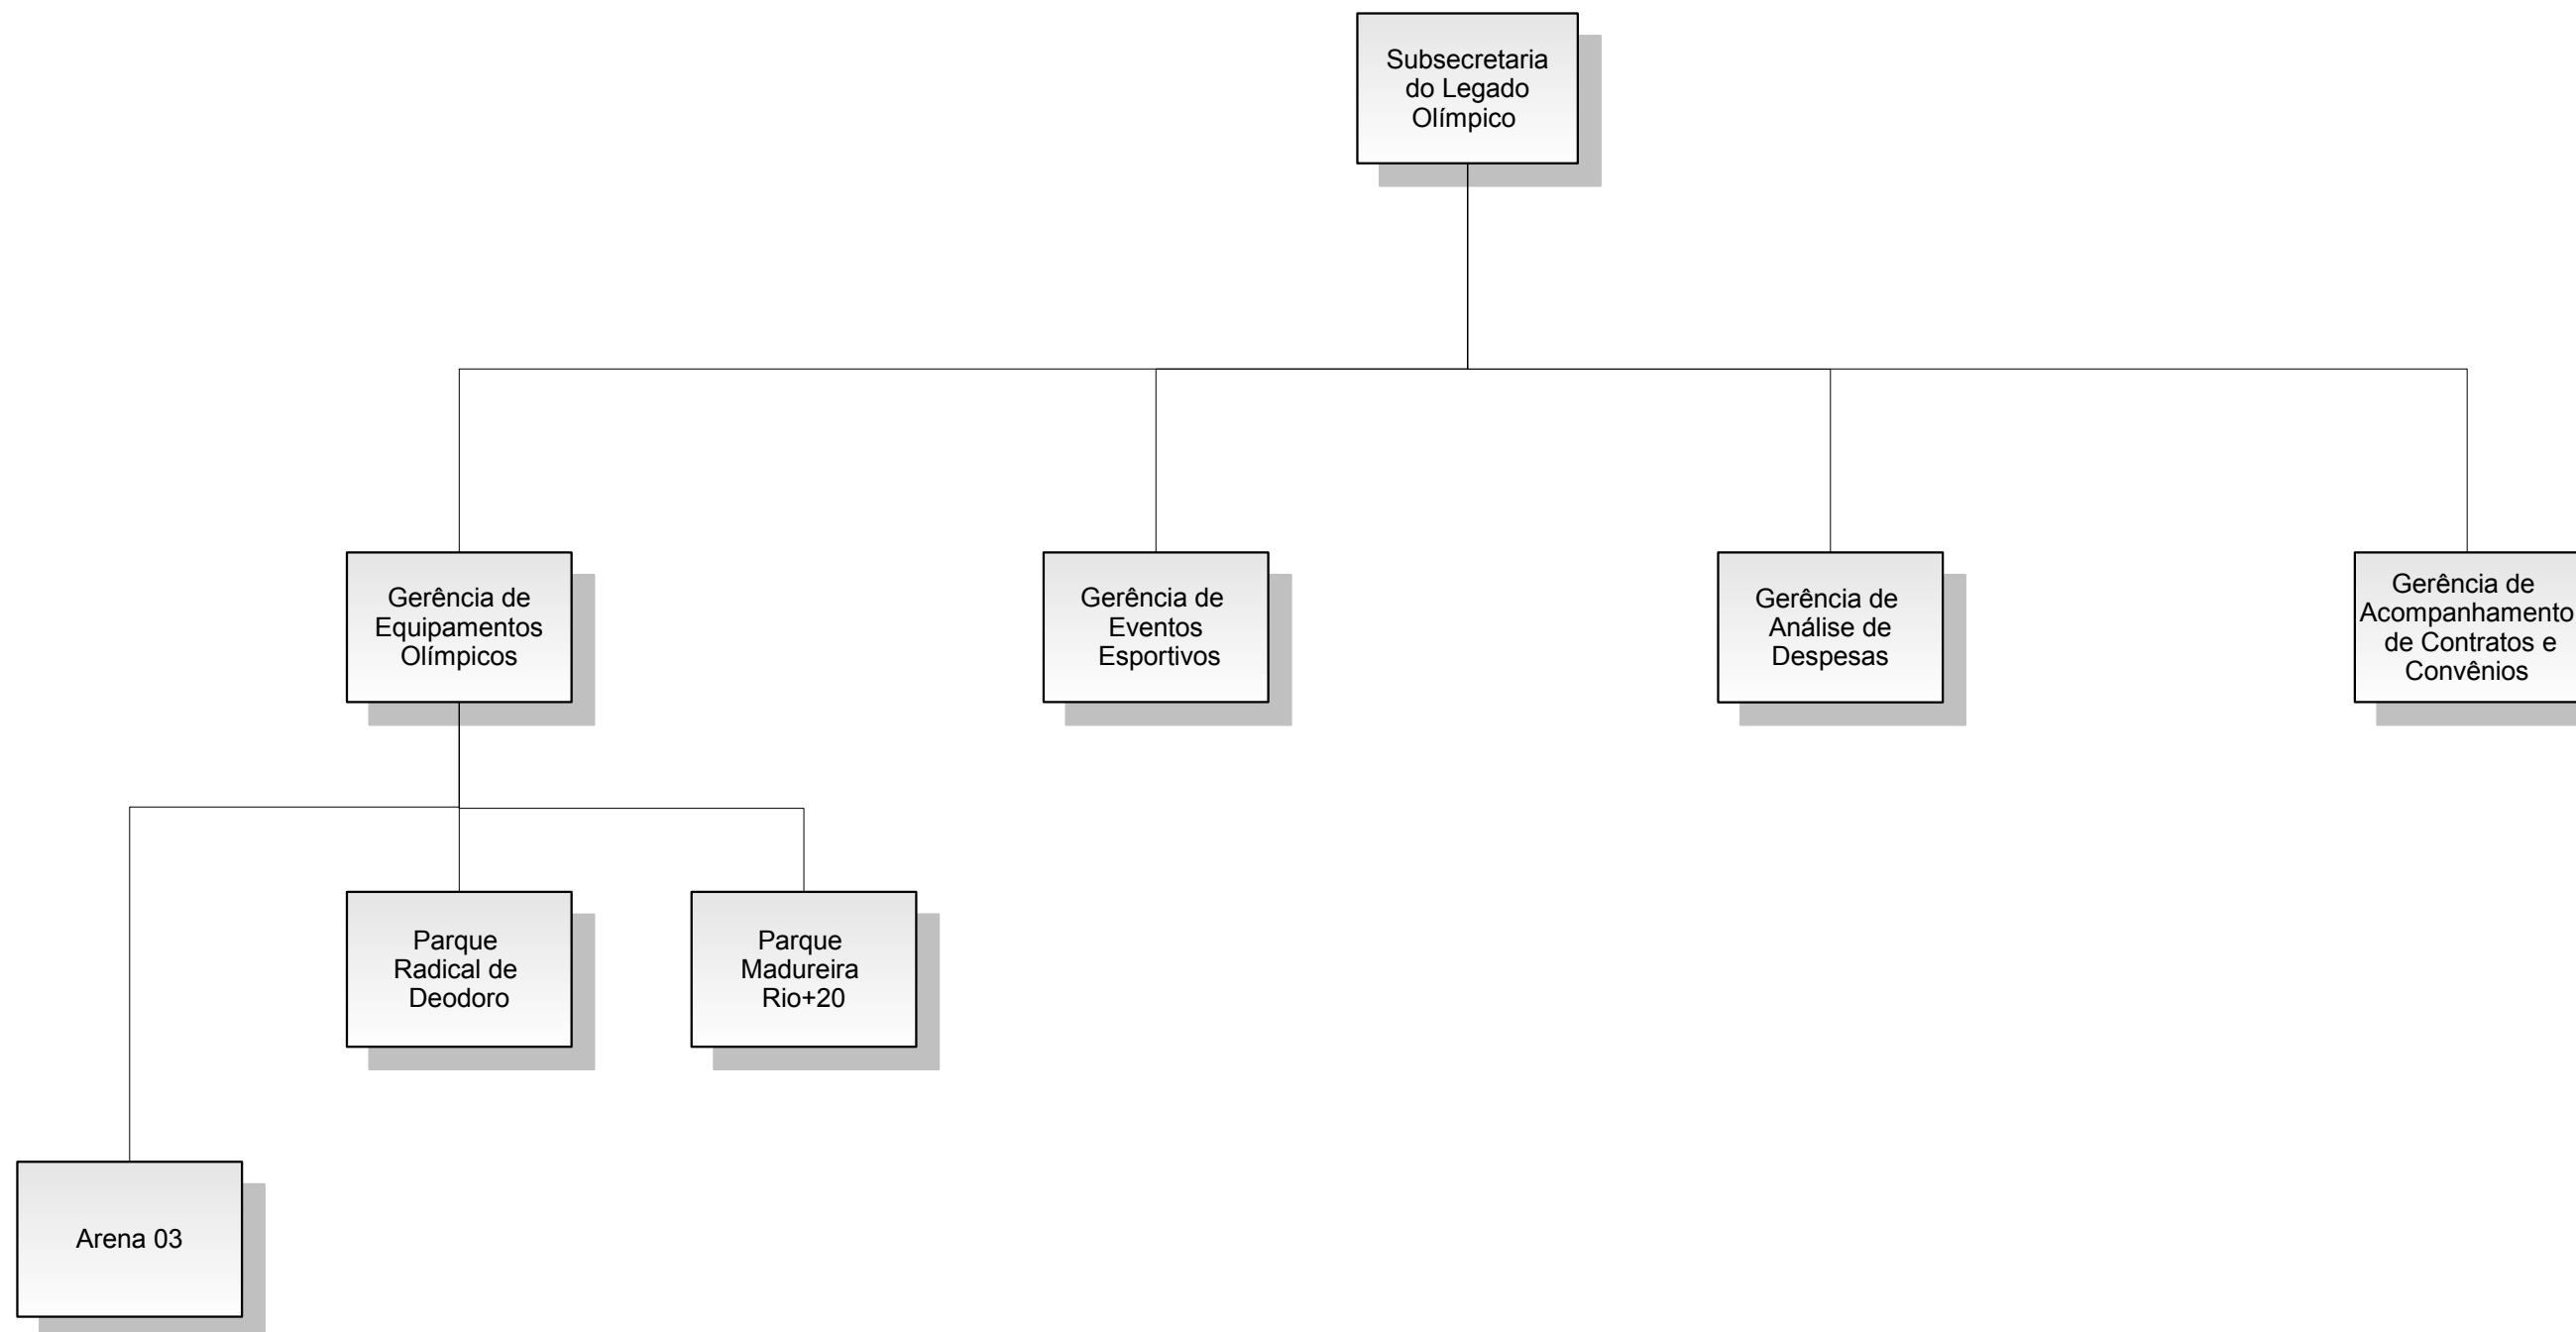 Subsecretaria
do Legado
Olímpico
Gerência de
Equipamentos
Olímpicos
Gerência de
Eventos
Esportivos
Gerência de
Análise de
Despesas
Gerência de
Acompanhamento
de Contratos e
Convênios
Parque
Radical de
Deodoro
Parque
Madureira
Rio+20
Arena 03